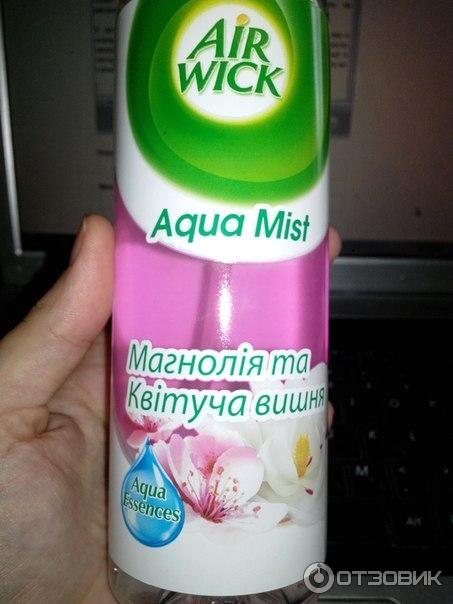 AiR
WICK
Aqua Mist
Магнолія та
Квітуча вишня
Aqua
Essences
ОТЗОВИК